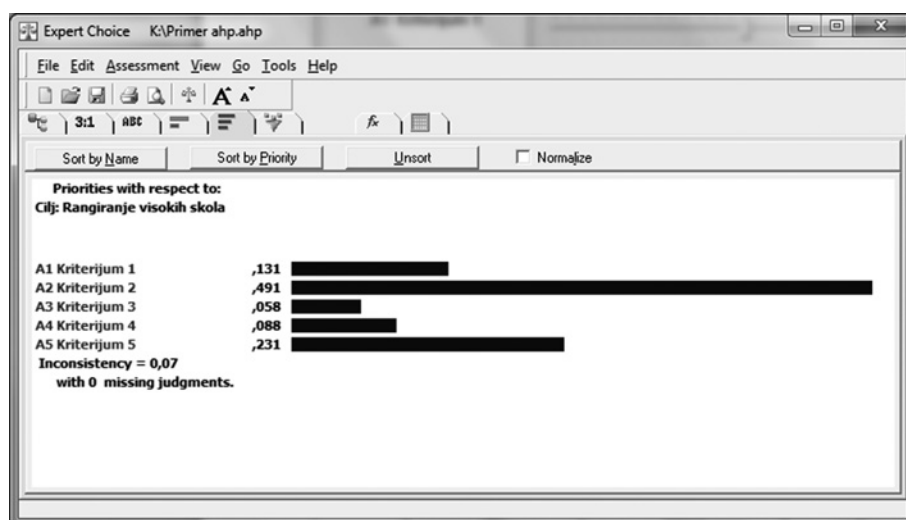 Expert Choice K:\Primer ahp.ahp
File Edit Assessment View Go Tools Help
A A
3:1 ABC fx
Sort by Name Sort by Priority Unsort Normalize
Priorities with respect to:
Cilj: Rangiranje visokih skola
A1 Kriterijum 1 ,131
A2 Kriterijum 2 ,491
A3 Kriterijum 3 ,058
A4 Kriterijum 4 ,088
A5 Kriterijum 5 ,231
Inconsistency = 0,07
with 0 missing judgments.